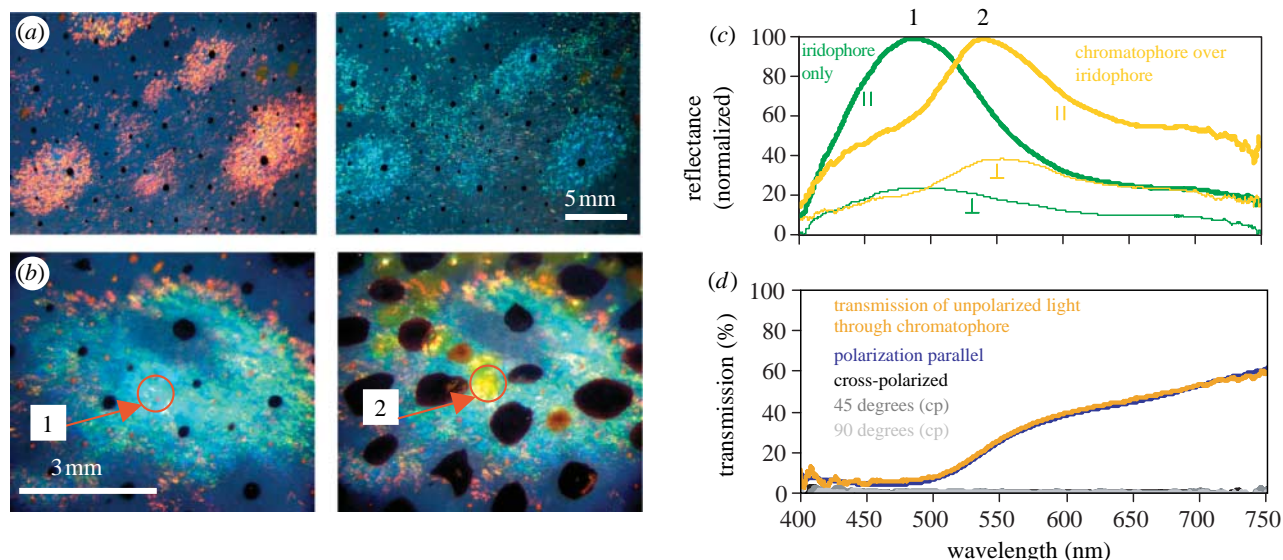 (a)
5 mm
(b)
1
3 mm
2
(c)
1 2
100
80
60
40
20
0
reflectance
(normalized)
iridophore
only
chromatophore over
iridophore
||
||
⊥
⊥
(d)
100
80
60
40
20
0
transmission (%)
transmission of unpolarized light
through chromatophore
polarization parallel
cross-polarized
45 degrees (cp)
90 degrees (cp)
400 450 500 550 600 650 700 750
wavelength (nm)